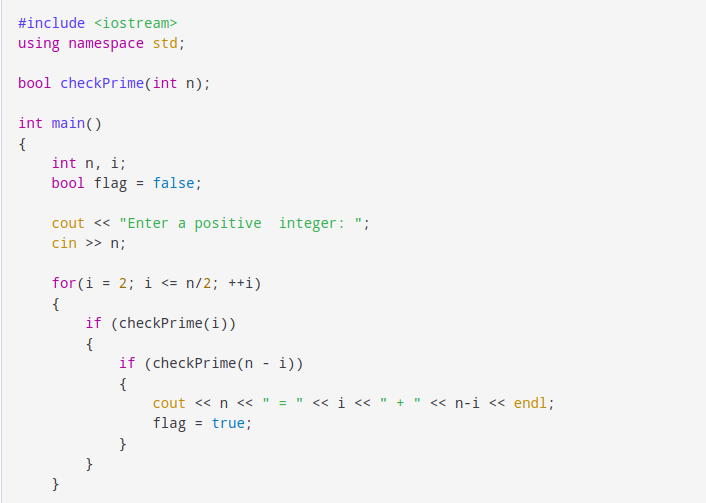 #include <iostream>
using namespace std;
bool checkPrime(int n);
int main()
{
    int n, i;
    bool flag = false;
    cout << "Enter a positive  integer: ";
    cin >> n;
    for(i = 2; i <= n/2; ++i)
    {
        if (checkPrime(i))
        {
            if (checkPrime(n - i))
            {
                cout << n << " = " << i << " + " << n-i << endl;
                flag = true;
            }
        }
    }